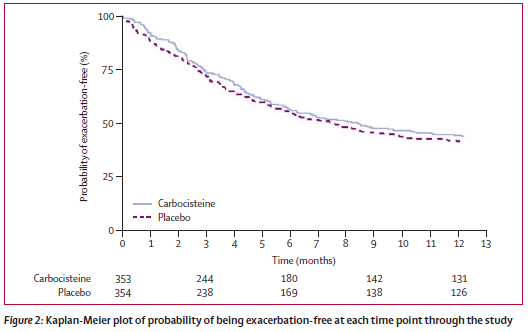 Probability of exacerbation-free (%)
100
75
50
25
0
Carbocisteine
Placebo
0 1 2 3 4 5 6 7 8 9 10 11 12 13
Time (months)
Carbocisteine 353 244 180 142 131
Placebo 354 238 169 138 126
Figure 2: Kaplan-Meier plot of probability of being exacerbation-free at each time point through the study